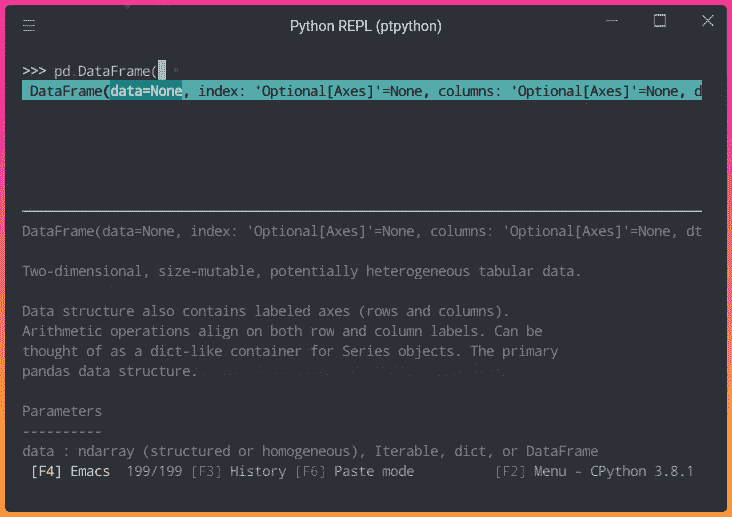 Python REPL (ptpython)
>>> pd.DataFrame(
DataFrame(data=None, index: 'Optional[Axes]'=None, columns: 'Optional[Axes]'=None, d
DataFrame(data=None, index: 'Optional[Axes]'=None, columns: 'Optional[Axes]'=None, dt
Two-dimensional, size-mutable, potentially heterogeneous tabular data.
Data structure also contains labeled axes (rows and columns).
Arithmetic operations align on both row and column labels. Can be
thought of as a dict-like container for Series objects. The primary
pandas data structure.
Parameters
----------
data : ndarray (structured or homogeneous), Iterable, dict, or DataFrame
[F4] Emacs 199/199 [F3] History [F6] Paste mode [F2] Menu - CPython 3.8.1